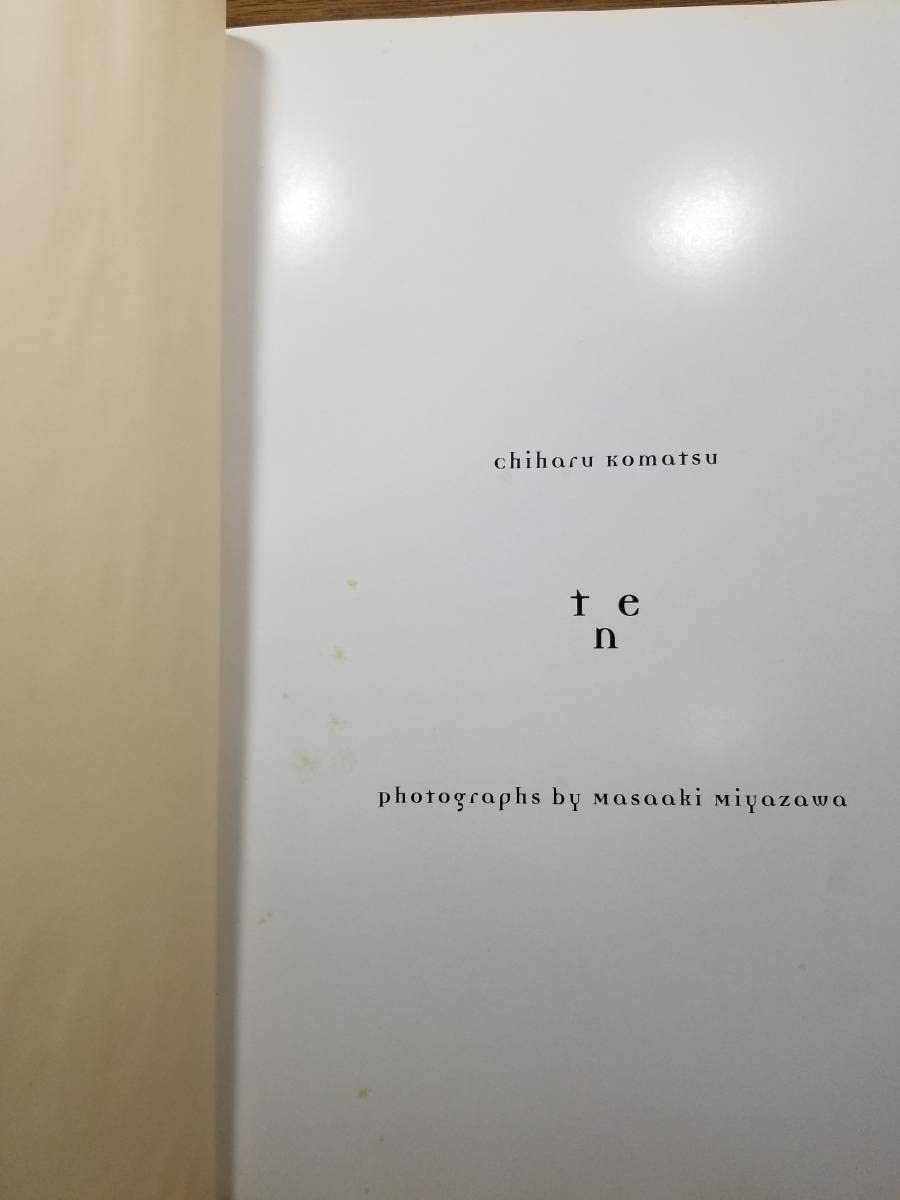 chiharu komatsu
t e
n
photographs by Masaaki Miyazawa